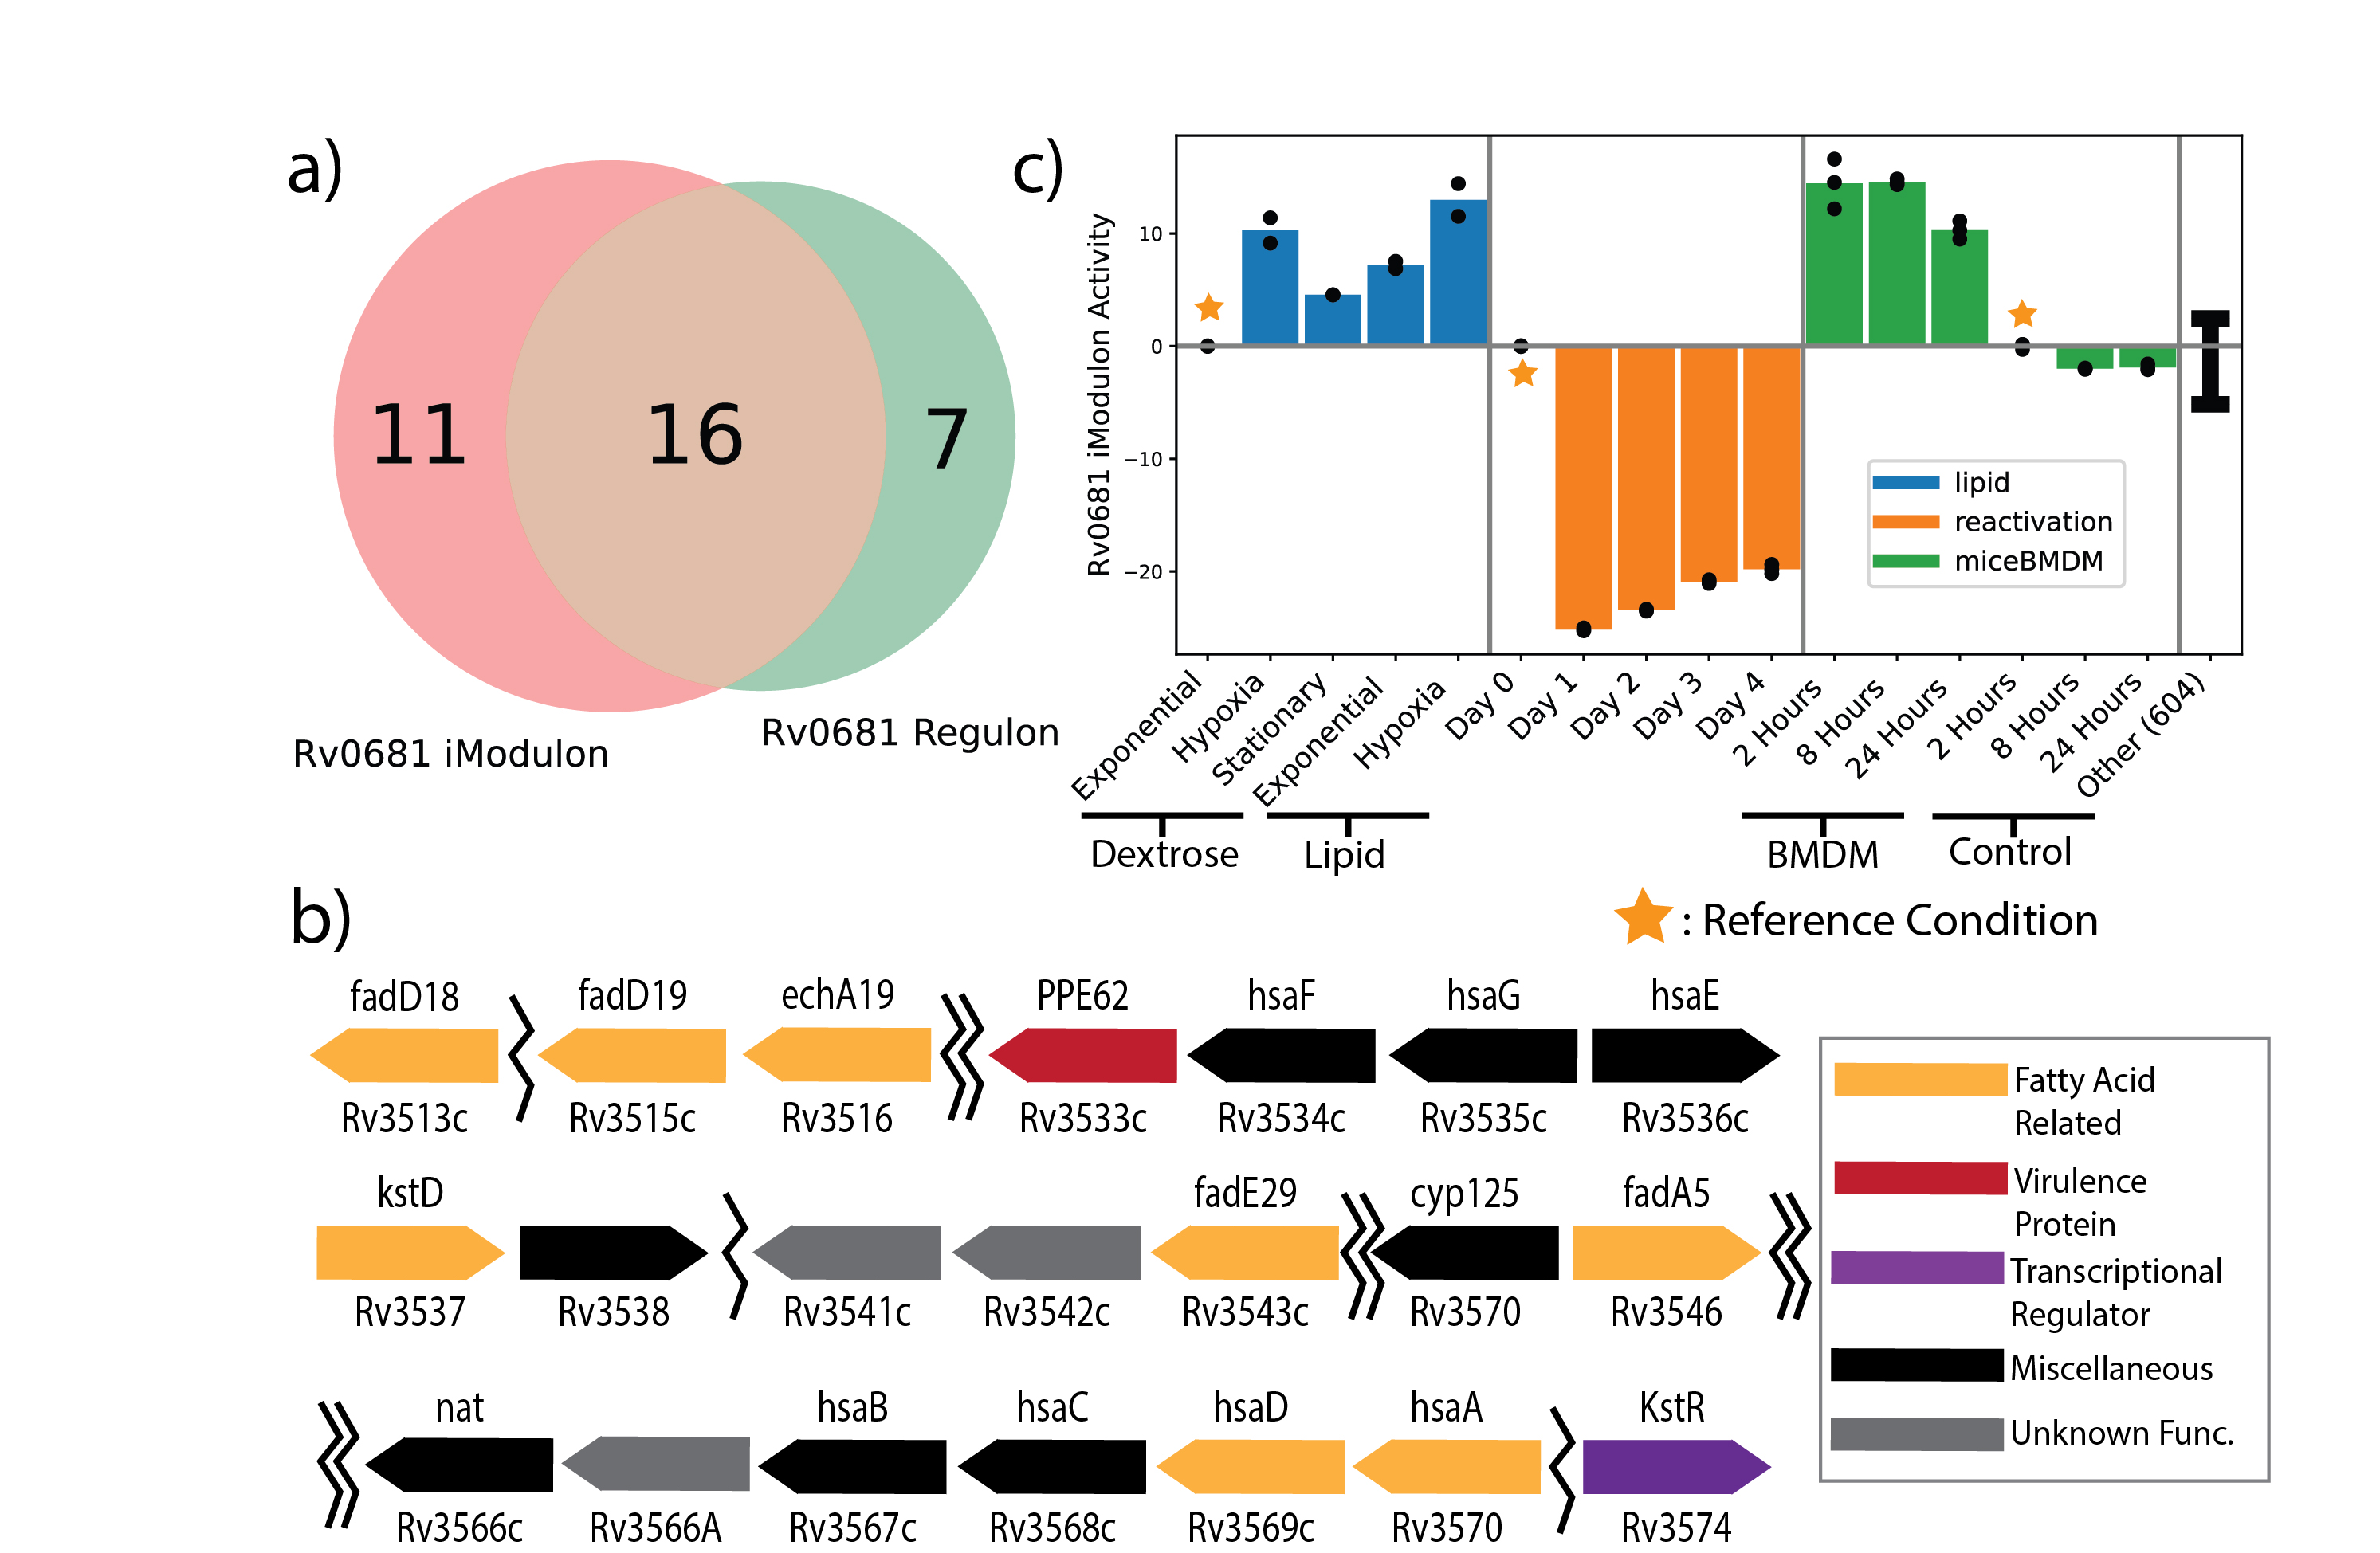 a)
11
16
7
Rv0681 iModulon
Rv0681 Regulon
c)
Rv0681 iModulon Activity
10
0
−10
−20
lipid
reactivation
miceBMDM
Exponential
Hypoxia
Stationary
Exponential
Hypoxia
Day 0
Day 1
Day 2
Day 3
Day 4
2 Hours
8 Hours
24 Hours
2 Hours
8 Hours
24 Hours
Other (604)
Dextrose
Lipid
BMDM
Control
: Reference Condition
b)
fadD18
fadD19
echA19
PPE62
hsaF
hsaG
hsaE
Rv3513c
Rv3515c
Rv3516
Rv3533c
Rv3534c
Rv3535c
Rv3536c
kstD
fadE29
cyp125
fadA5
Rv3537
Rv3538
Rv3541c
Rv3542c
Rv3543c
Rv3570
Rv3546
nat
hsaB
hsaC
hsaD
hsaA
KstR
Rv3566c
Rv3566A
Rv3567c
Rv3568c
Rv3569c
Rv3570
Rv3574
Fatty Acid
Related
Virulence
Protein
Transcriptional
Regulator
Miscellaneous
Unknown Func.